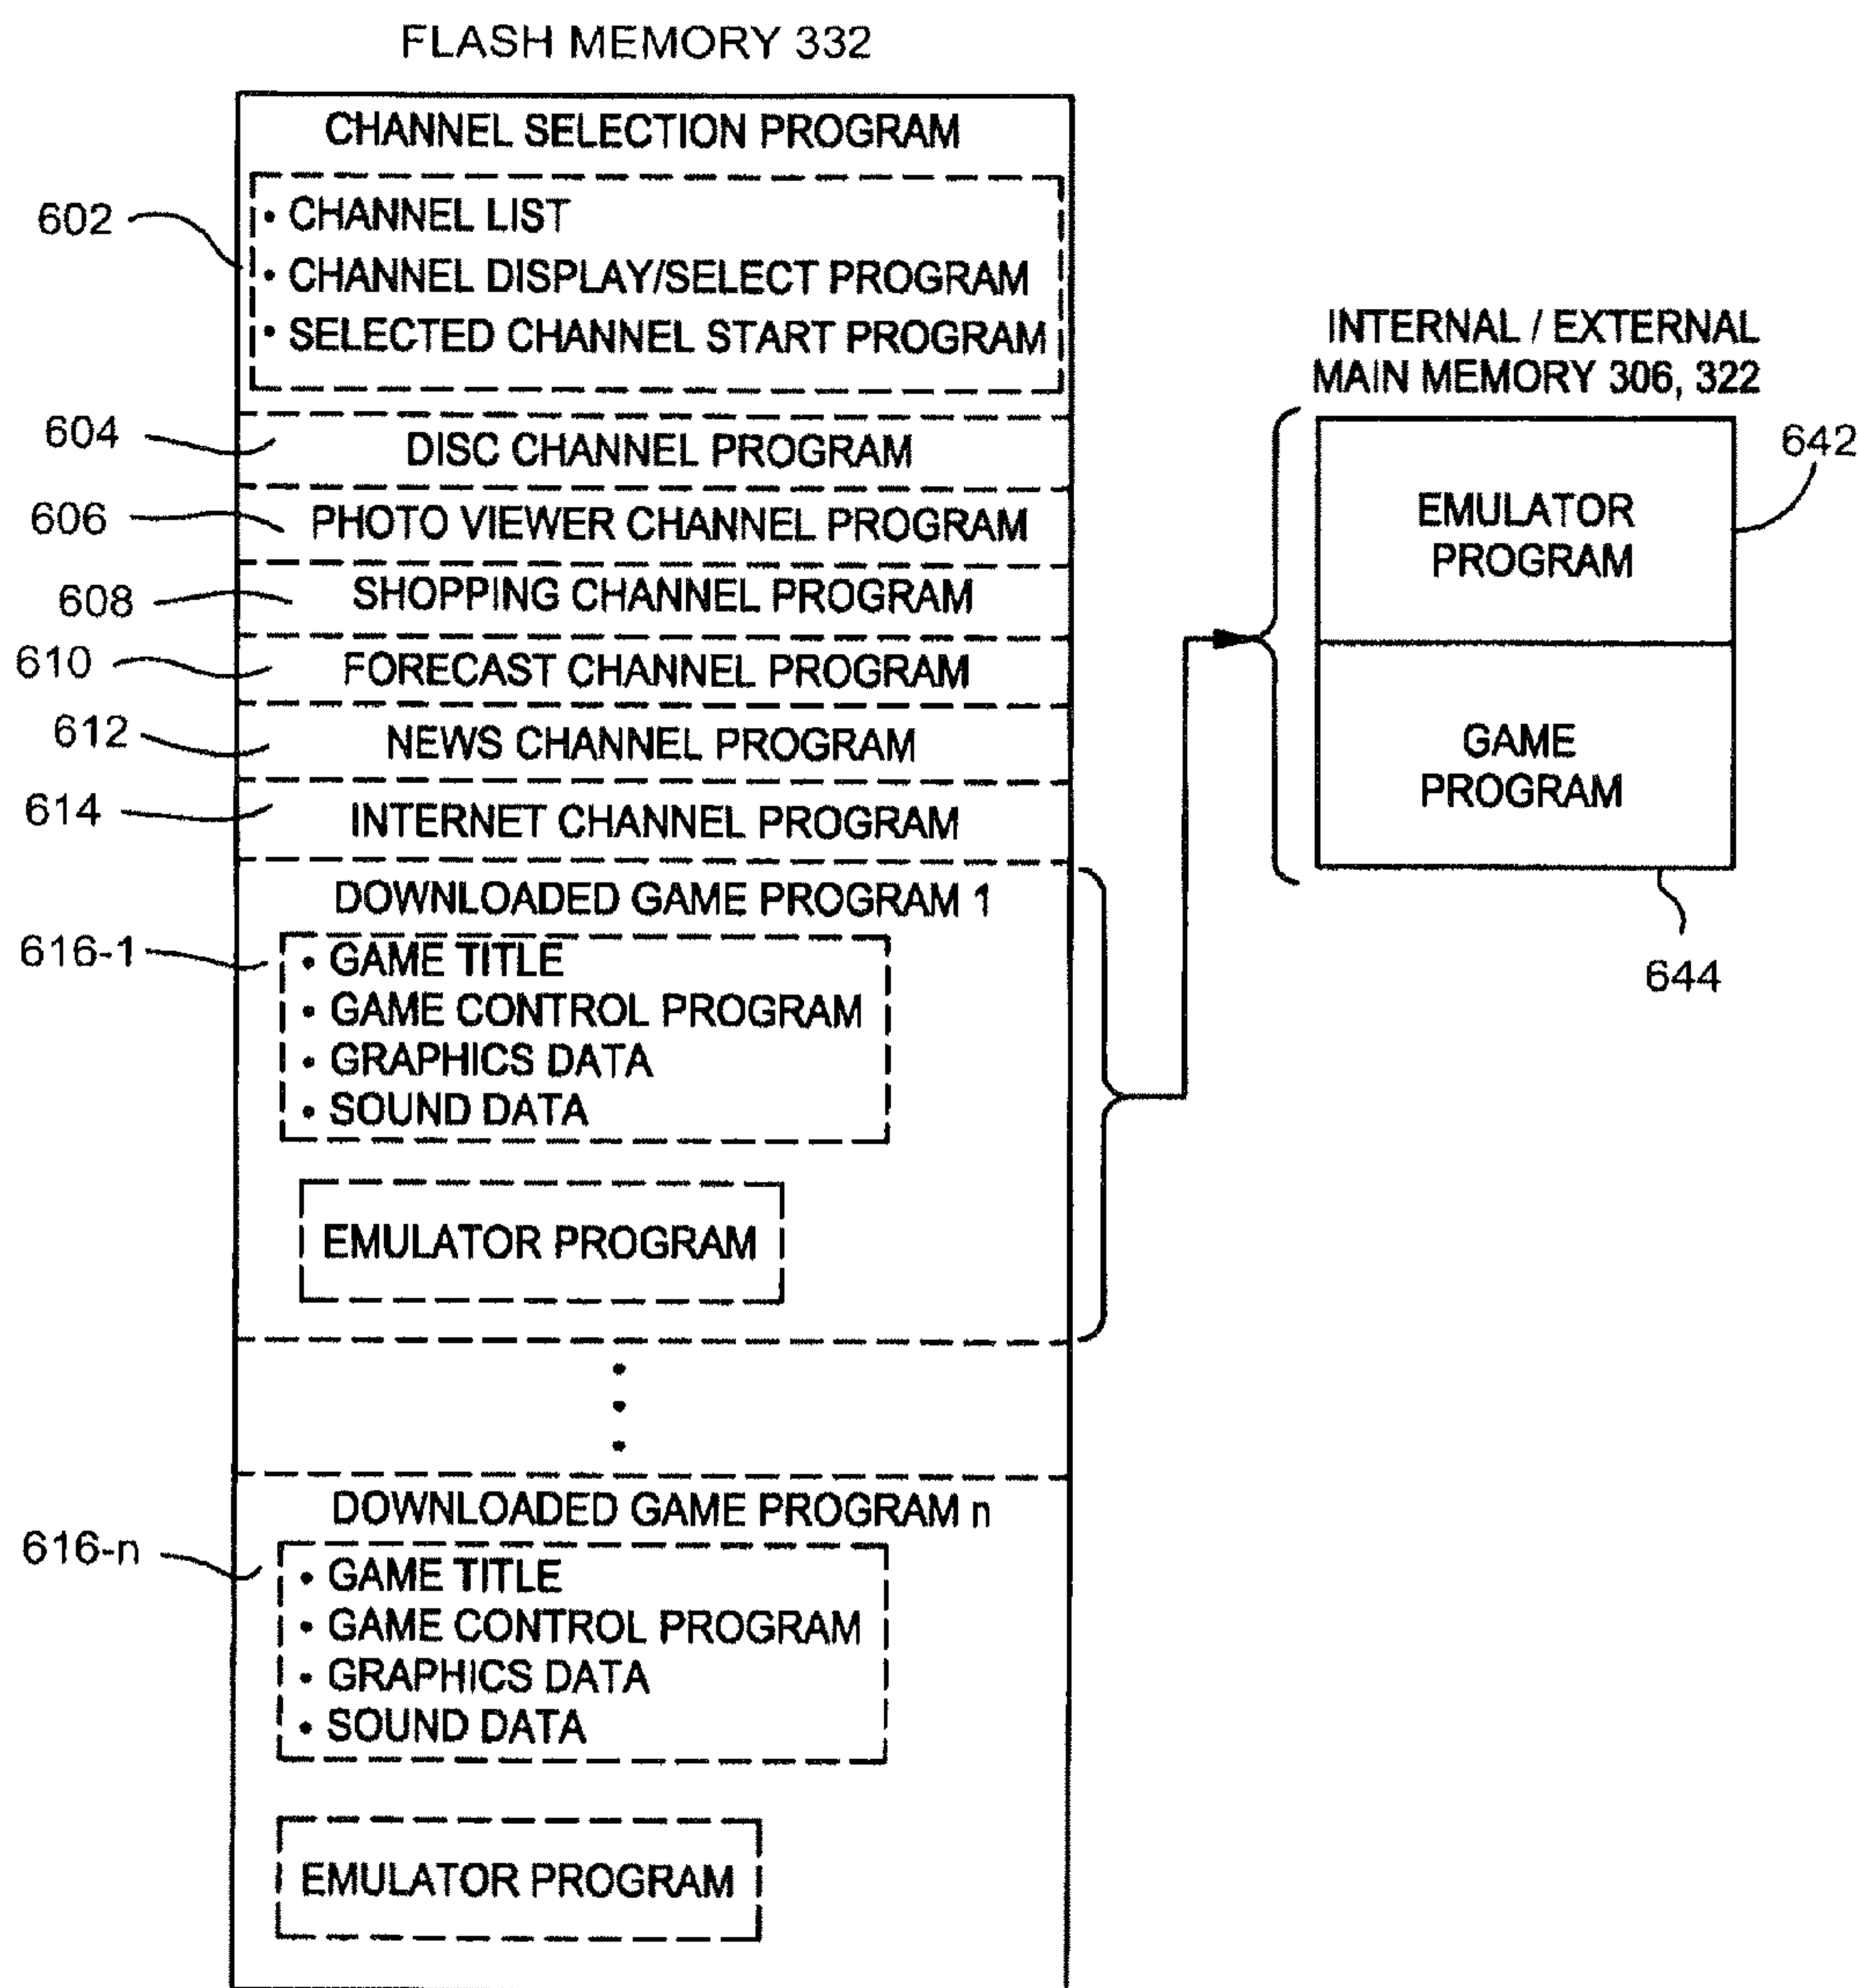 FLASH MEMORY 332
CHANNEL SELECTION PROGRAM
602
• CHANNEL LIST
• CHANNEL DISPLAY/SELECT PROGRAM
• SELECTED CHANNEL START PROGRAM
604
DISC CHANNEL PROGRAM
606
PHOTO VIEWER CHANNEL PROGRAM
608
SHOPPING CHANNEL PROGRAM
610
FORECAST CHANNEL PROGRAM
612
NEWS CHANNEL PROGRAM
614
INTERNET CHANNEL PROGRAM
DOWNLOADED GAME PROGRAM 1
616-1
• GAME TITLE
• GAME CONTROL PROGRAM
• GRAPHICS DATA
• SOUND DATA
EMULATOR PROGRAM
DOWNLOADED GAME PROGRAM n
616-n
• GAME TITLE
• GAME CONTROL PROGRAM
• GRAPHICS DATA
• SOUND DATA
EMULATOR PROGRAM
INTERNAL / EXTERNAL
MAIN MEMORY 306, 322
642
EMULATOR
PROGRAM
GAME
PROGRAM
644